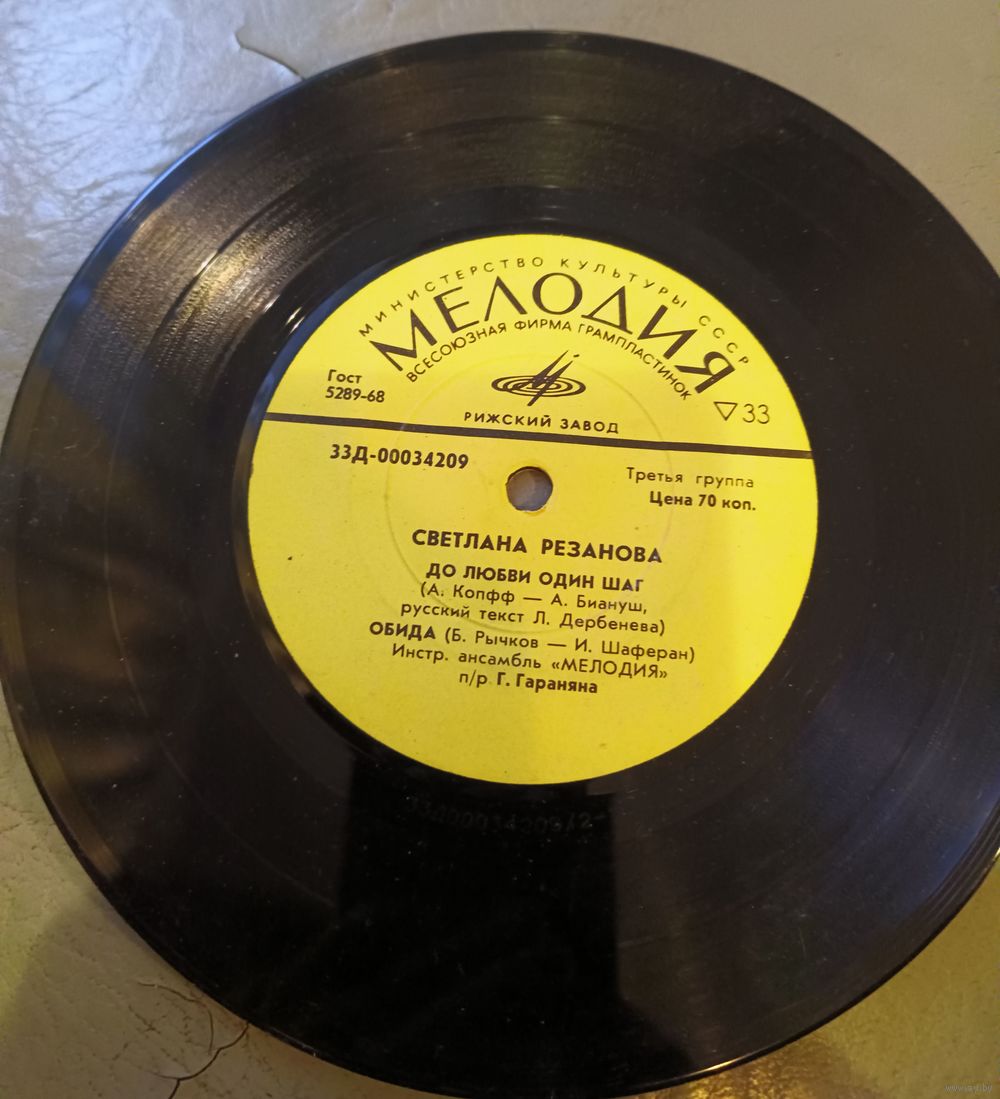 МИНИСТЕРСТВО КУЛЬТУРЫ СССР
МЕЛОДИЯ
ВСЕСОЮЗНАЯ ФИРМА ГРАМПЛАСТИНОК
Гост
5289-68
33
РИЖСКИЙ ЗАВОД
33Д-00034209
Третья группа
Цена 70 коп.
СВЕТЛАНА РЕЗАНОВА
ДО ЛЮБВИ ОДИН ШАГ
(А. Копфф — А. Биануш,
русский текст Л. Дербенева)
ОБИДА (Б. Рычков — И. Шаферан)
Инстр. ансамбль «МЕЛОДИЯ»
п/р Г. Гараняна